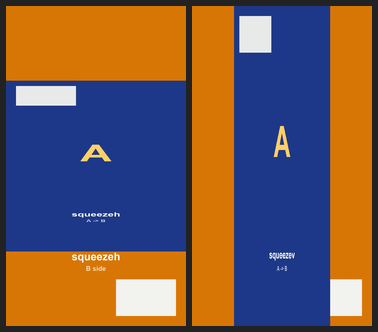 A
squeezeh
A -> B
squeezeh
B side
A
squeezev
A -> B